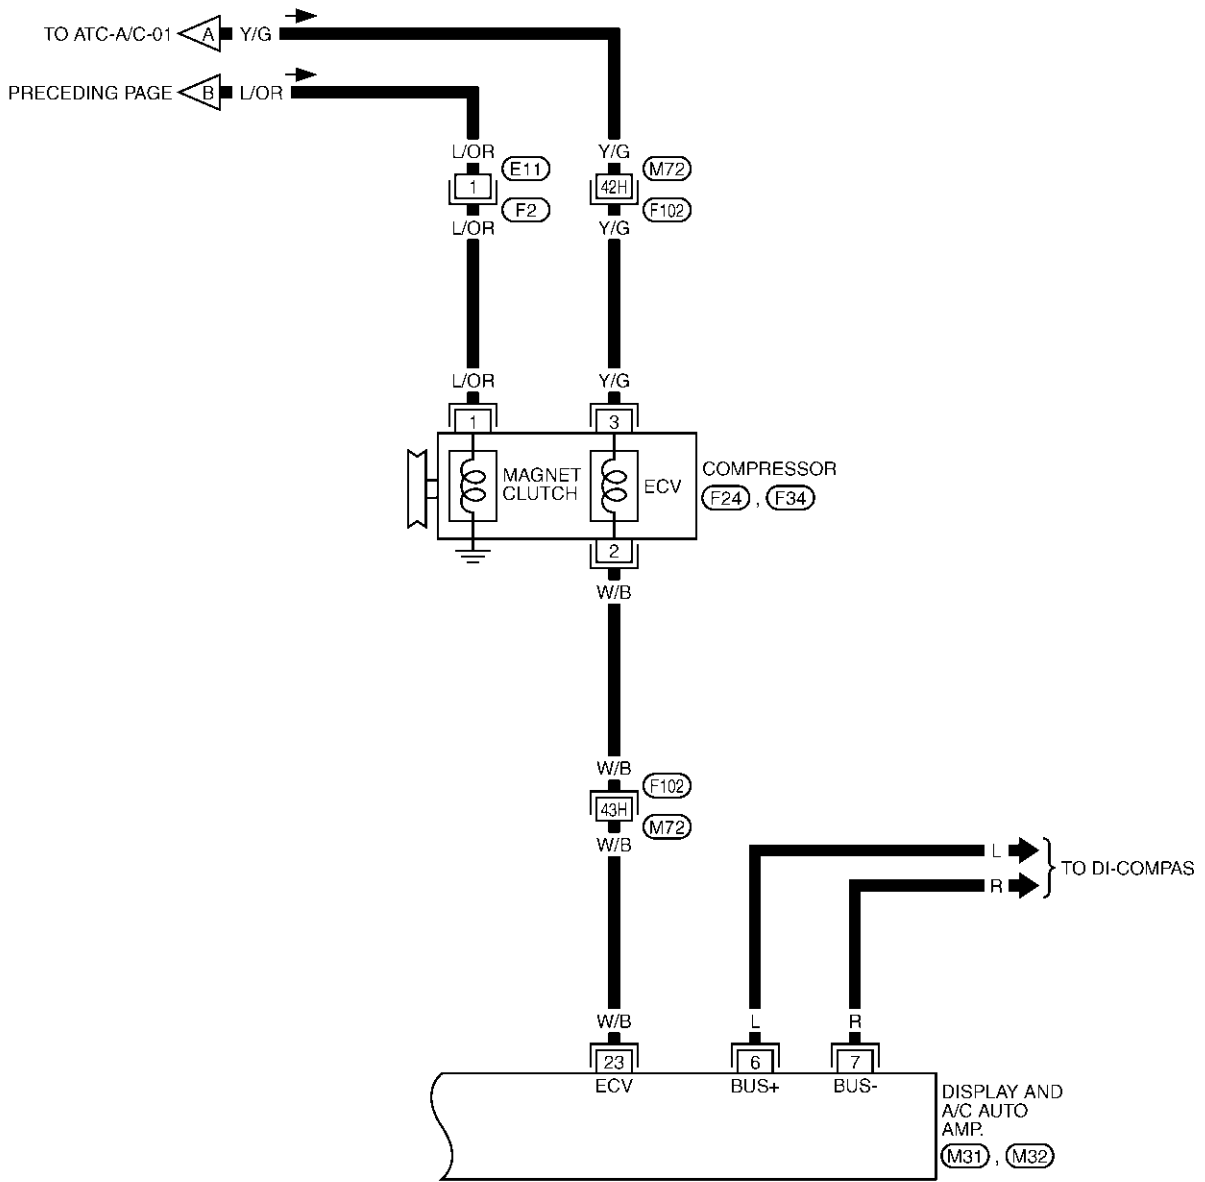 TO ATC-A/C-01 A Y/G
PRECEDING PAGE B L/OR
L/OR Y/G
E11 M72
1 42H
F2 F102
L/OR Y/G
L/OR Y/G
1 3
MAGNET CLUTCH
ECV
COMPRESSOR
F24 , F34
2
W/B
W/B
F102
43H
M72
W/B
L
R
TO DI-COMPAS
W/B L R
23 6 7
ECV BUS+ BUS-
DISPLAY AND
A/C AUTO
AMP.
M31 , M32